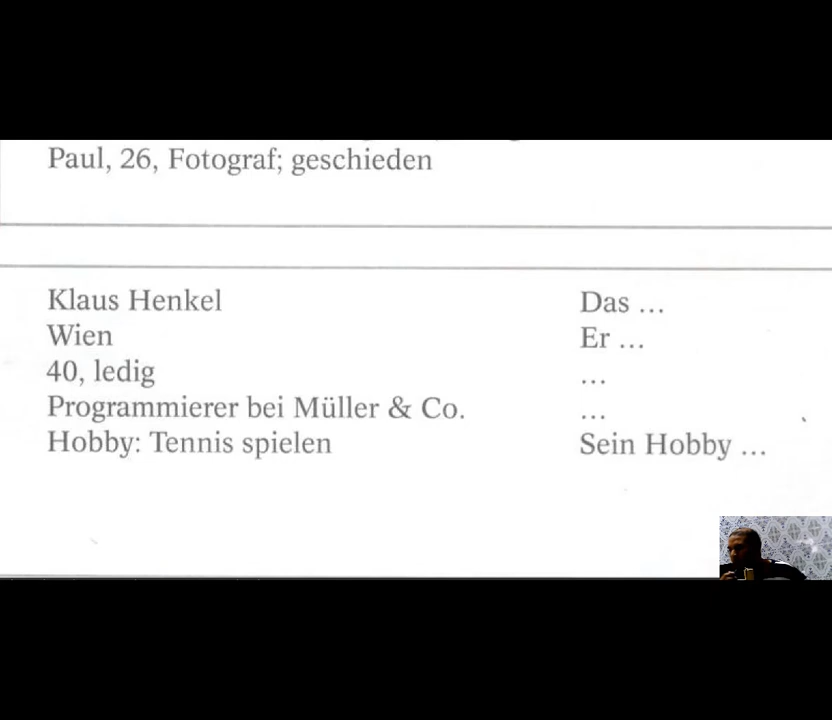 Paul, 26, Fotograf; geschieden
Klaus Henkel
Das ...
Wien
Er ...
40, ledig
...
Programmierer bei Müller & Co.
...
Hobby: Tennis spielen
Sein Hobby ...